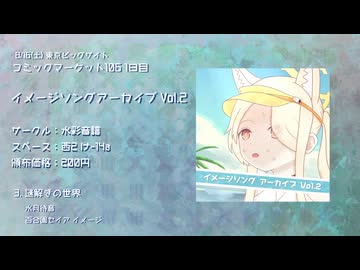 8/16(土) 東京ビッグサイト
コミックマーケット106 1日目
イメージソングアーカイブ Vol.2
サークル：水彩音譜
スペース：西2 け-14a
頒布価格：200円
3. 謎解きの世界
水月待音
百合園セイア イメージ
イメージソング アーカイブ Vol.2